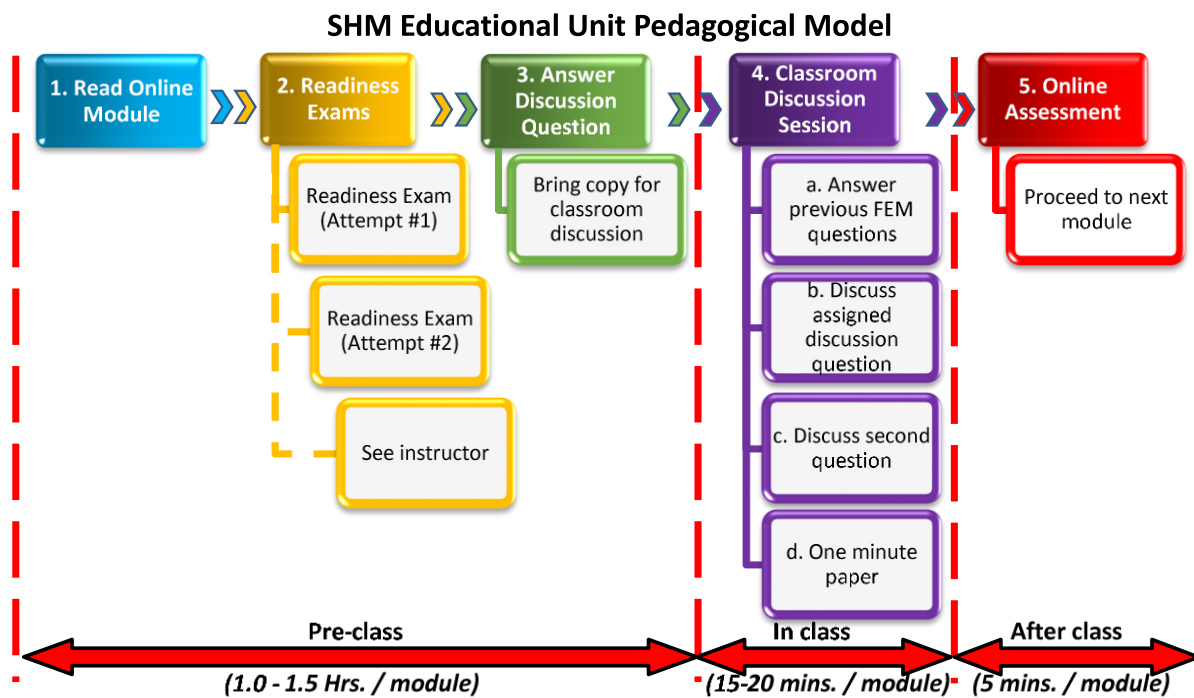 SHM Educational Unit Pedagogical Model
1. Read Online
Module
2. Readiness
Exams
Readiness Exam
(Attempt #1)
Readiness Exam
(Attempt #2)
See instructor
3. Answer
Discussion
Question
Bring copy for
classroom
discussion
4. Classroom
Discussion
Session
a. Answer
previous FEM
questions
b. Discuss
assigned
discussion
question
c. Discuss second
question
d. One minute
paper
5. Online
Assessment
Proceed to next
module
Pre-class
(1.0 - 1.5 Hrs. / module)
In class
(15-20 mins. / module)
After class
(5 mins. / module)